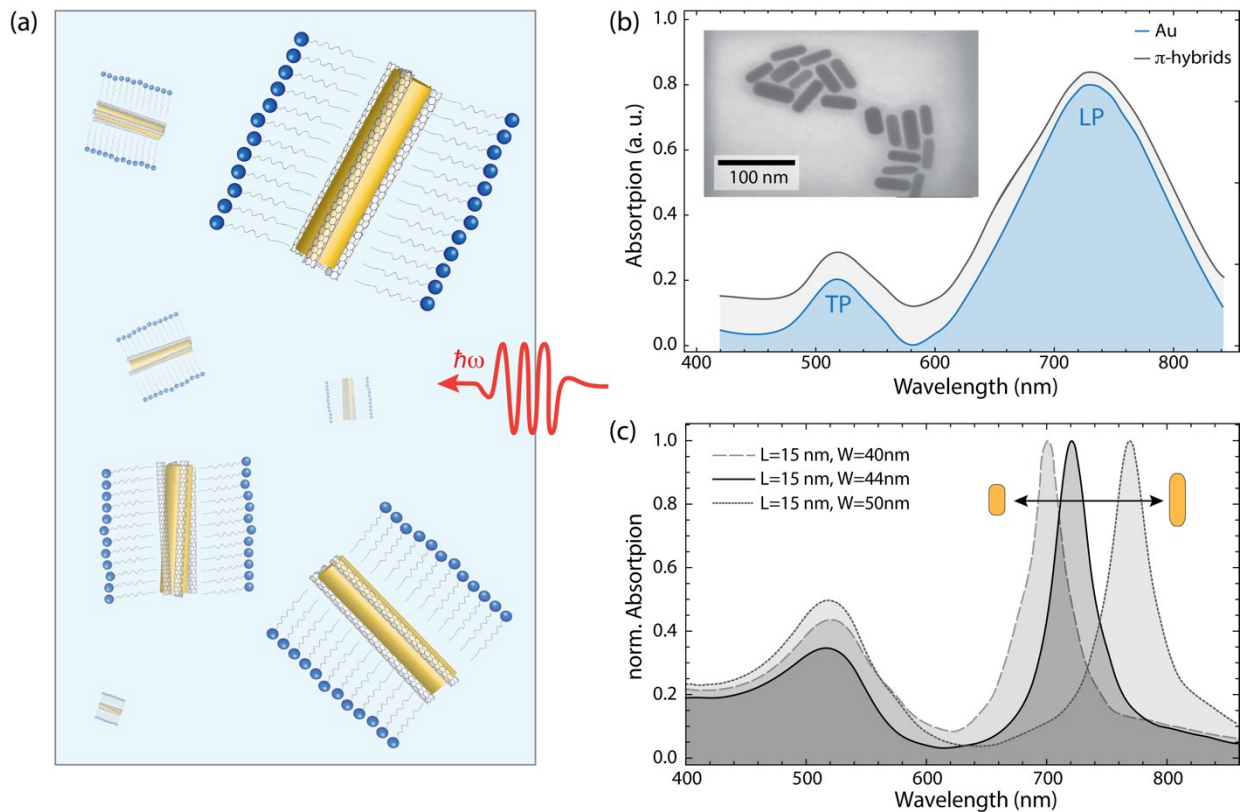 (a)
ħω
(b)
Au
π-hybrids
100 nm
TP
LP
Absortpion (a. u.)
0.0
0.2
0.4
0.6
0.8
1.0
400
500
600
700
800
Wavelength (nm)
(c)
L=15 nm, W=40nm
L=15 nm, W=44nm
L=15 nm, W=50nm
norm. Absortpion
0.0
0.2
0.4
0.6
0.8
1.0
400
500
600
700
800
Wavelength (nm)